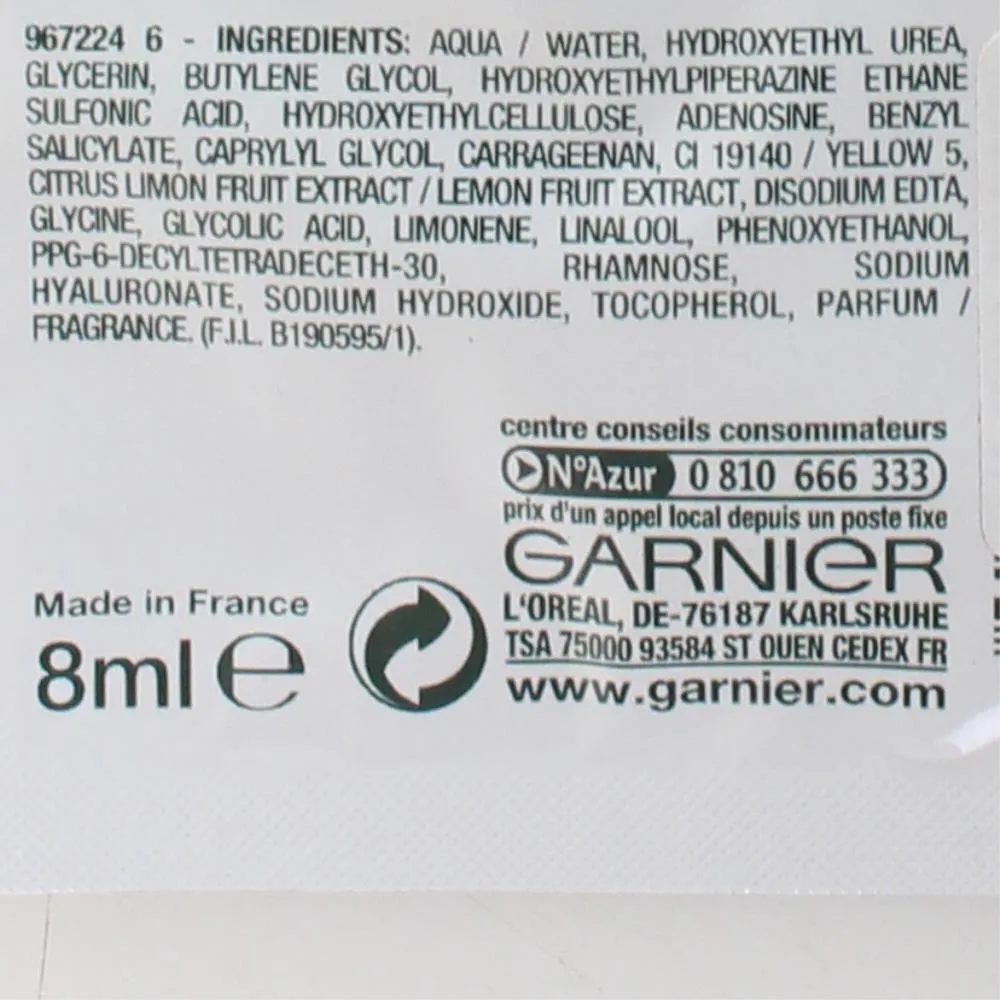 967224 6 - INGREDIENTS: AQUA / WATER, HYDROXYETHYL UREA,
GLYCERIN, BUTYLENE GLYCOL, HYDROXYETHYLPIPERAZINE ETHANE
SULFONIC ACID, HYDROXYETHYLCELLULOSE, ADENOSINE, BENZYL
SALICYLATE, CAPRYLYL GLYCOL, CARRAGEENAN, CI 19140 / YELLOW 5,
CITRUS LIMON FRUIT EXTRACT / LEMON FRUIT EXTRACT, DISODIUM EDTA,
GLYCINE, GLYCOLIC ACID, LIMONENE, LINALOOL, PHENOXYETHANOL,
PPG-6-DECYLTETRADECETH-30, RHAMNOSE, SODIUM
HYALURONATE, SODIUM HYDROXIDE, TOCOPHEROL, PARFUM /
FRAGRANCE. (F.I.L. B190595/1).
centre conseils consommateurs
N°Azur 0 810 666 333
prix d'un appel local depuis un poste fixe
GARNIER
L'OREAL, DE-76187 KARLSRUHE
TSA 75000 93584 ST OUEN CEDEX FR
www.garnier.com
Made in France
8ml e